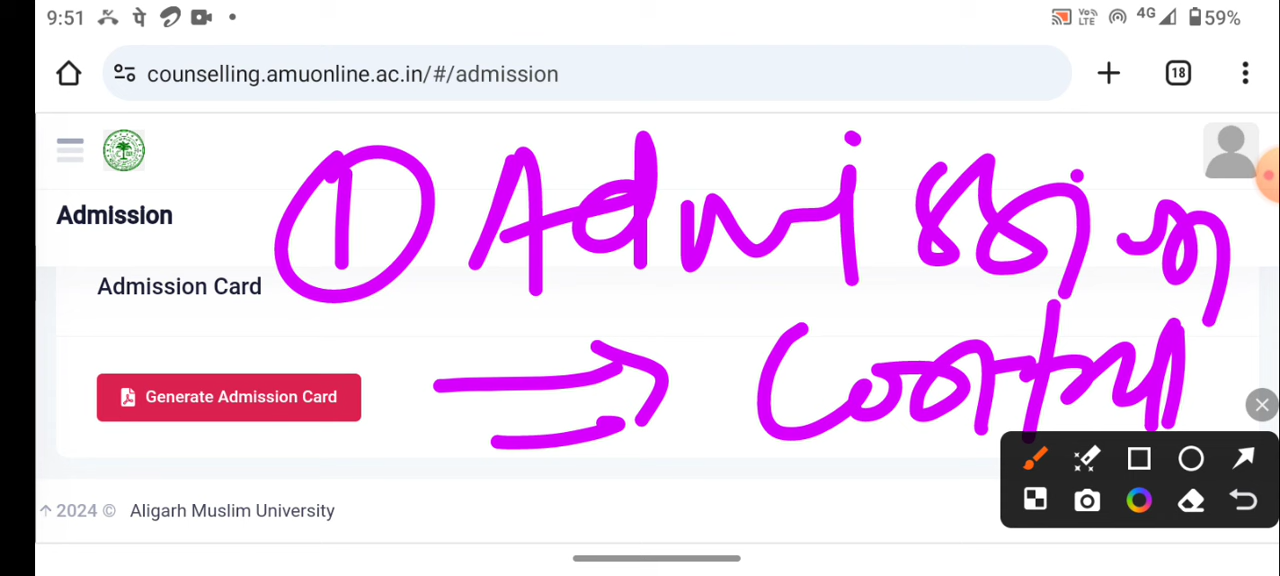 9:51 4G 59%
counselling.amuonline.ac.in/#/admission 18
① Admission
Admission
Admission Card
→
Generate Admission Card
↑ 2024 © Aligarh Muslim University